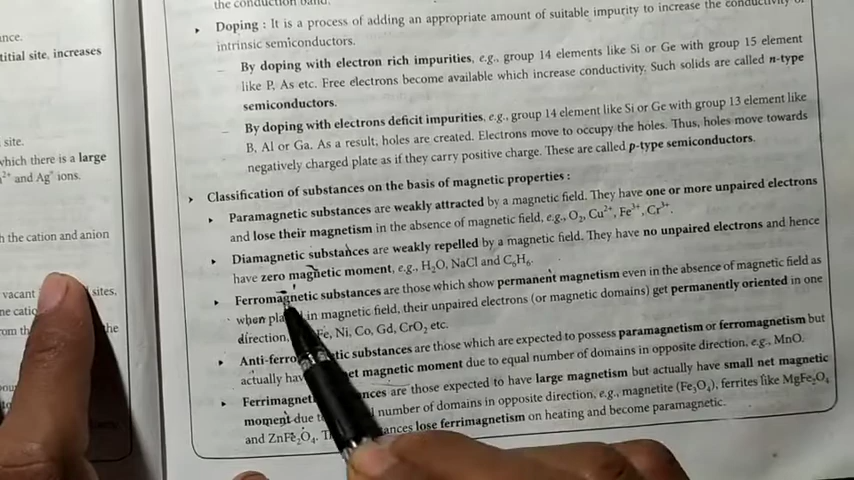 the conduction band.
Doping : It is a process of adding an appropriate amount of suitable impurity to increase the conductivity of
intrinsic semiconductors.
– By doping with electron rich impurities, e.g., group 14 elements like Si or Ge with group 15 element
like P, As etc. Free electrons become available which increase conductivity, Such solids are called n-type
semiconductors.
– By doping with electrons deficit impurities, e.g., group 14 element like Si or Ge with group 13 element like
B, Al or Ga. As a result, holes are created. Electrons move to occupy the holes. Thus, holes move towards
negatively charged plate as if they carry positive charge. These are called p-type semiconductors.
Classification of substances on the basis of magnetic properties :
Paramagnetic substances are weakly attracted by a magnetic field. They have one or more unpaired electrons
and lose their magnetism in the absence of magnetic field, e.g., O₂, Cu²⁺, Fe³⁺, Cr³⁺.
Diamagnetic substances are weakly repelled by a magnetic field. They have no unpaired electrons and hence
have zero magnetic moment, e.g., H₂O, NaCl and C₆H₆.
Ferromagnetic substances are those which show permanent magnetism even in the absence of magnetic field as
when in magnetic field, their unpaired electrons (or magnetic domains) get permanently oriented in one
direction, Fe, Ni, Co, Gd, CrO₂ etc.
substances are those which are expected to possess paramagnetism or ferromagnetism but
actually net magnetic moment due to equal number of domains in opposite direction, e.g., MnO.
are those expected to have large magnetism but actually have small net magnetic
moment due number of domains in opposite direction, e.g., magnetite (Fe₃O₄), ferrites like MgFe₂O₄
and ZnFe₂O₄. lose ferrimagnetism on heating and become paramagnetic.
ance.
titial site, increases
site.
which there is a large
and Ag⁺ ions.
h the cation and anion
vacant sites.
the